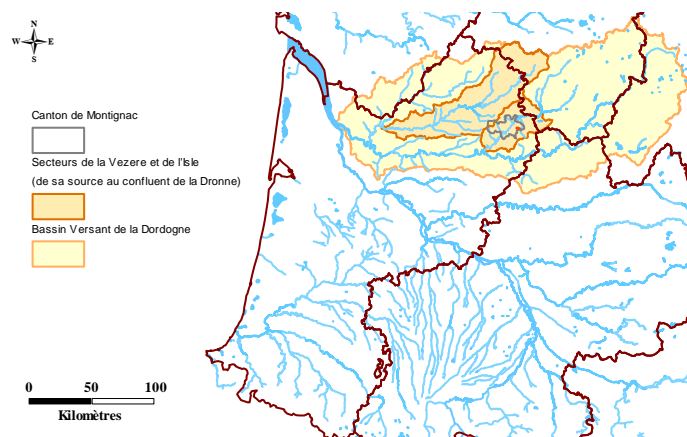 N
W E
S
Canton de Montignac
Secteurs de la Vezere et de l'Isle
(de sa source au confluent de la Dronne)
Bassin Versant de la Dordogne
0 50 100
Kilomètres